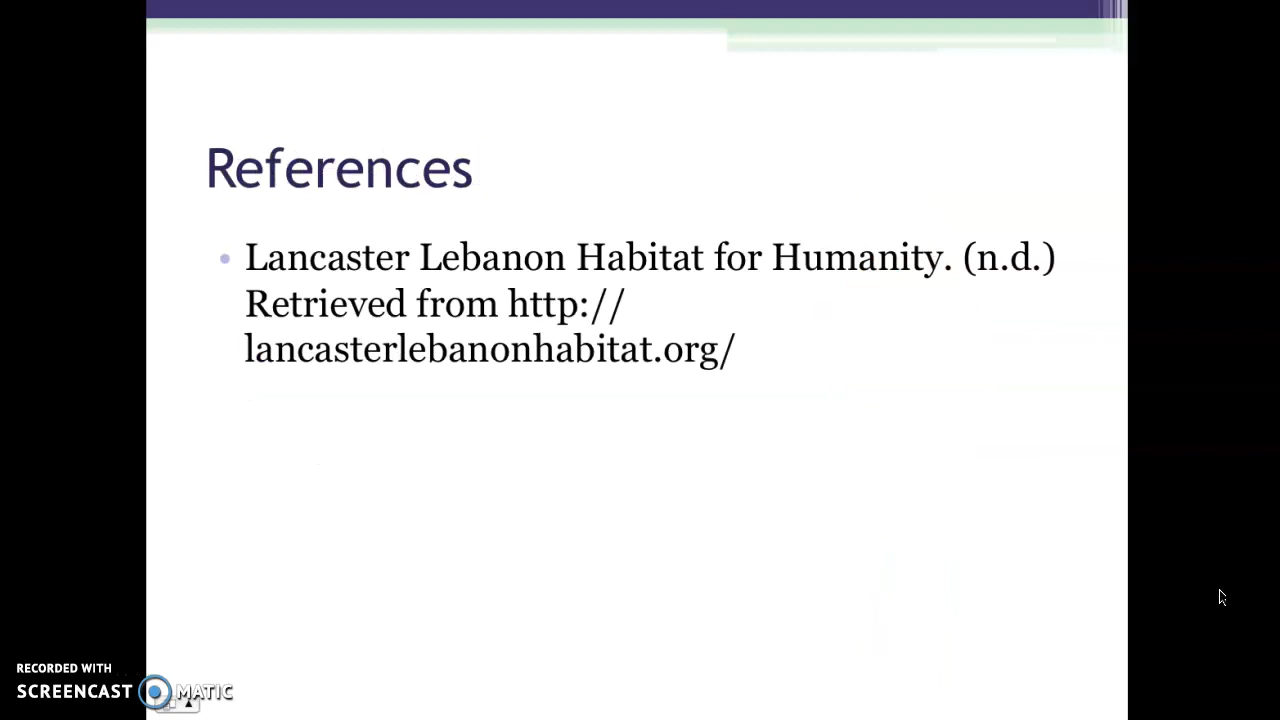 References
• Lancaster Lebanon Habitat for Humanity. (n.d.)
Retrieved from http://
lancasterlebanonhabitat.org/
RECORDED WITH
SCREENCAST MATIC